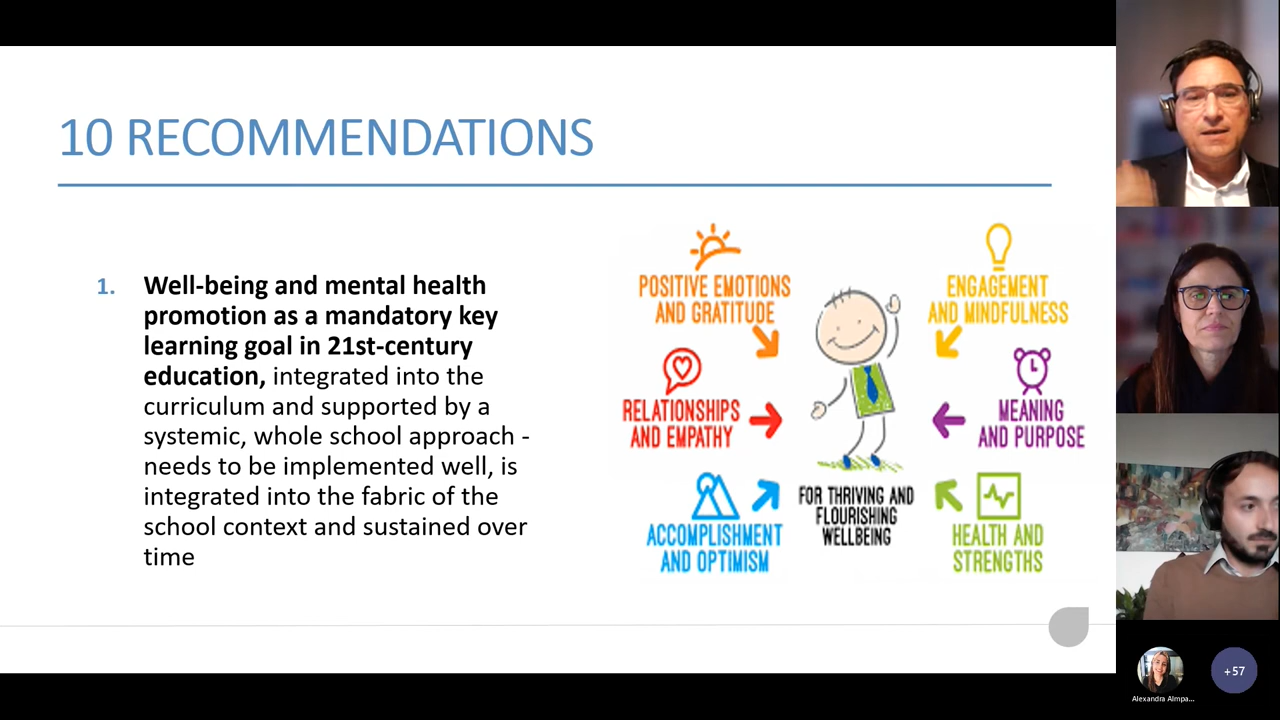 10 RECOMMENDATIONS
1. Well-being and mental health
promotion as a mandatory key
learning goal in 21st-century
education, integrated into the
curriculum and supported by a
systemic, whole school approach -
needs to be implemented well, is
integrated into the fabric of the
school context and sustained over
time
POSITIVE EMOTIONS
AND GRATITUDE
ENGAGEMENT
AND MINDFULNESS
RELATIONSHIPS
AND EMPATHY
MEANING
AND PURPOSE
ACCOMPLISHMENT
AND OPTIMISM
FOR THRIVING AND
FLOURISHING
WELLBEING
HEALTH AND
STRENGTHS
Alexandra Almpa...
+57